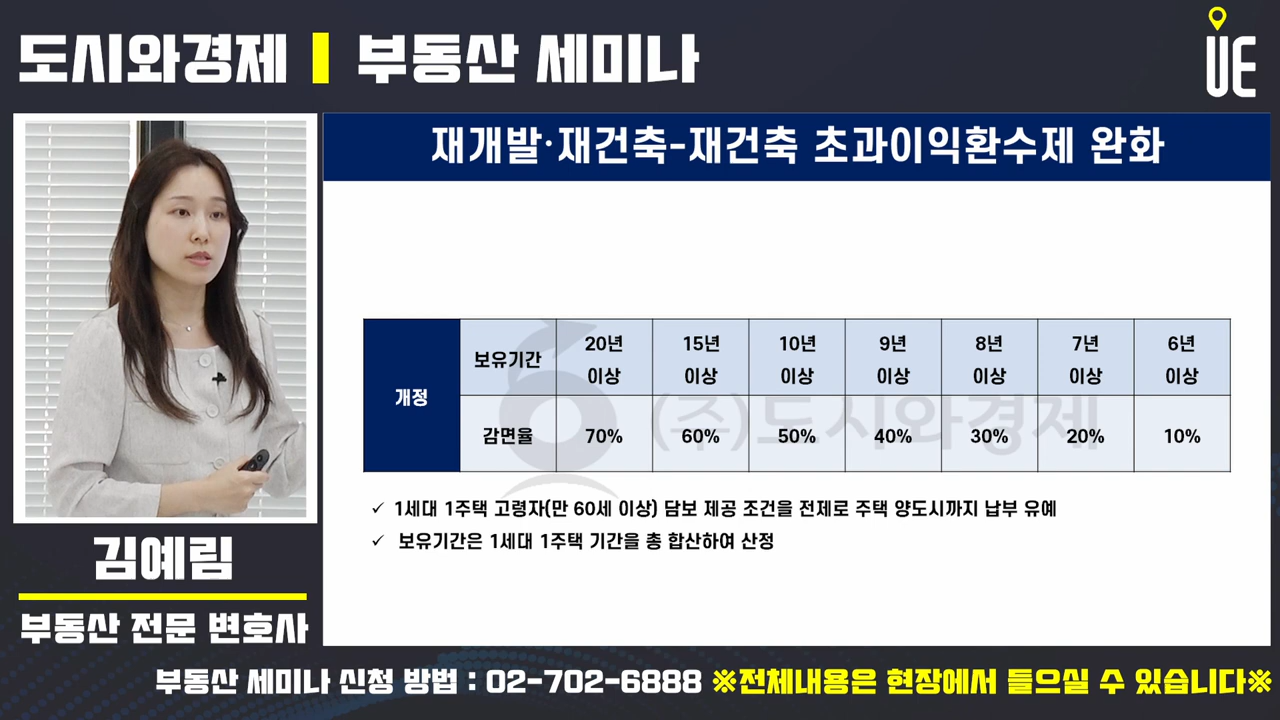 도시와경제 부동산 세미나
UE
재개발·재건축-재건축 초과이익환수제 완화
개정
보유기간
20년 이상
15년 이상
10년 이상
9년 이상
8년 이상
7년 이상
6년 이상
감면율
70%
60%
50%
40%
30%
20%
10%
(주)도시와경제
✓ 1세대 1주택 고령자(만 60세 이상) 담보 제공 조건을 전제로 주택 양도시까지 납부 유예
✓ 보유기간은 1세대 1주택 기간을 총 합산하여 산정
김예림
부동산 전문 변호사
부동산 세미나 신청 방법 : 02-702-6888 ※전체내용은 현장에서 들으실 수 있습니다※